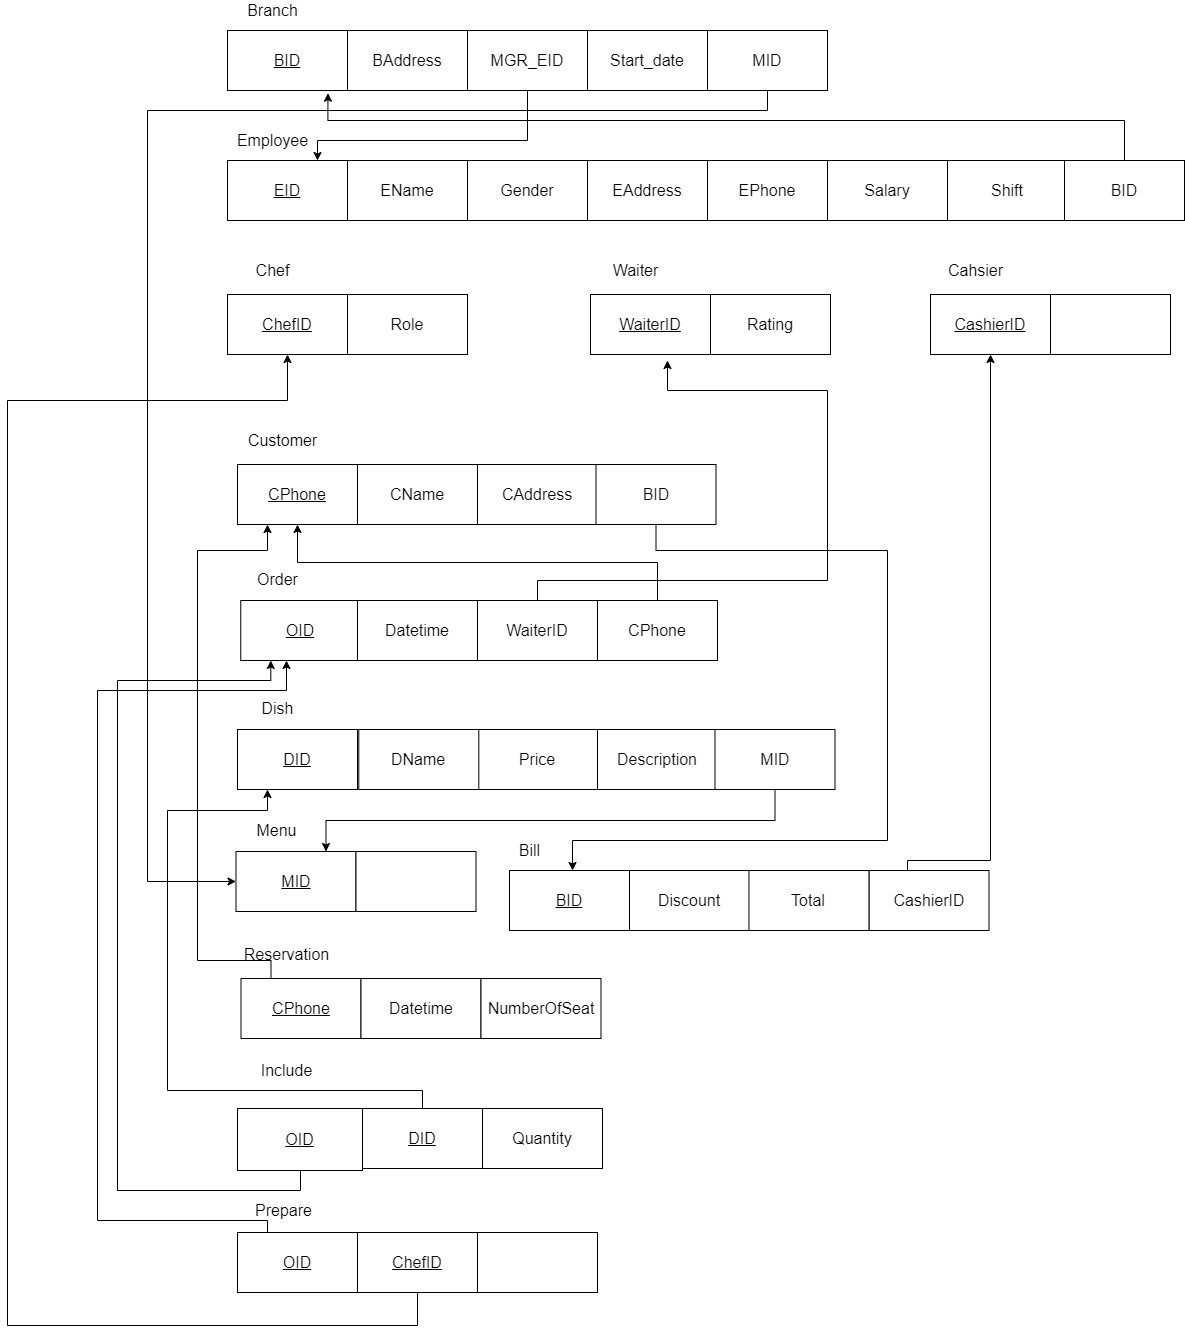 Branch
BID BAddress MGR_EID Start_date MID
Employee
EID EName Gender EAddress EPhone Salary Shift BID
Chef Waiter Cahsier
ChefID Role WaiterID Rating CashierID
Customer
CPhone CName CAddress BID
Order
OID Datetime WaiterID CPhone
Dish
DID DName Price Description MID
Menu
MID
Bill
BID Discount Total CashierID
Reservation
CPhone Datetime NumberOfSeat
Include
OID DID Quantity
Prepare
OID ChefID